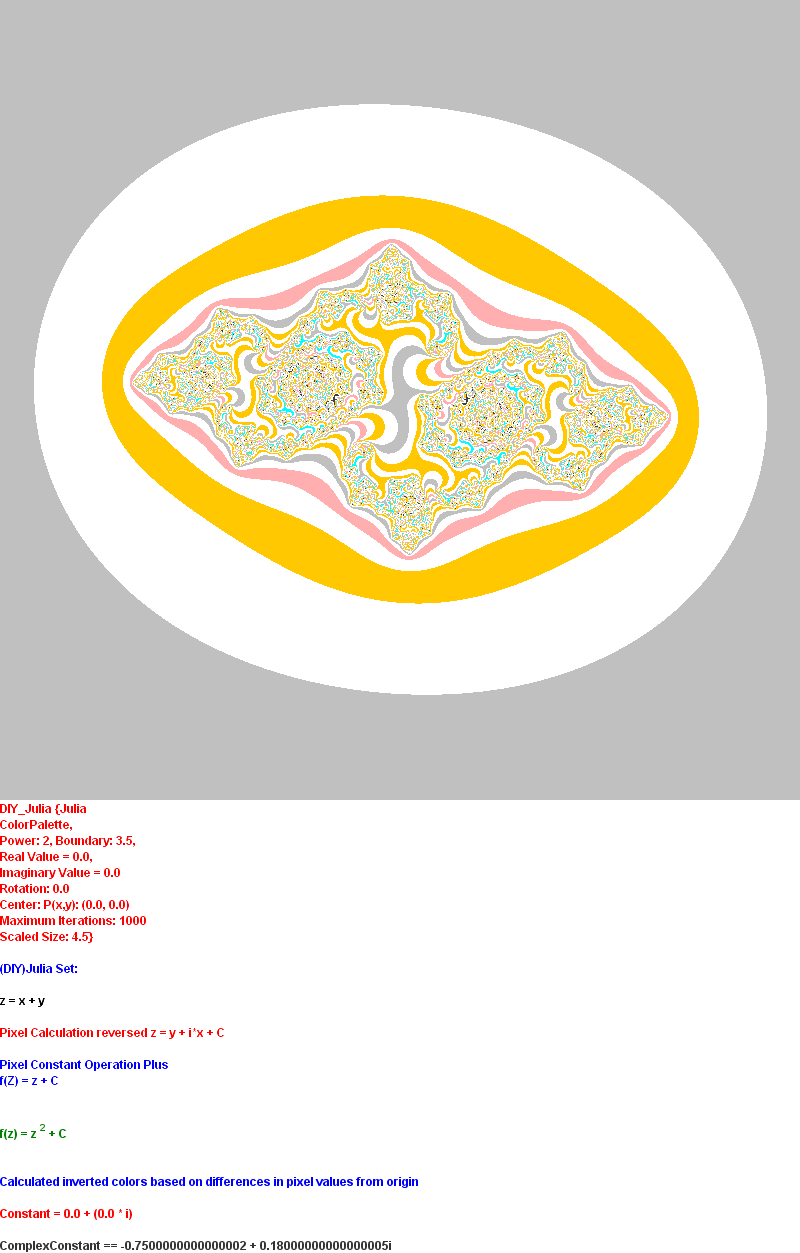 DIY_Julia {Julia
ColorPalette,
Power: 2, Boundary: 3.5,
Real Value = 0.0,
Imaginary Value = 0.0
Rotation: 0.0
Center: P(x,y): (0.0, 0.0)
Maximum Iterations: 1000
Scaled Size: 4.5}
(DIY)Julia Set:
z = x + y
Pixel Calculation reversed z = y + i*x + C
Pixel Constant Operation Plus
f(Z) = z + C
f(z) = z 2 + C
Calculated inverted colors based on differences in pixel values from origin
Constant = 0.0 + (0.0 * i)
ComplexConstant == -0.7500000000000002 + 0.18000000000000005i